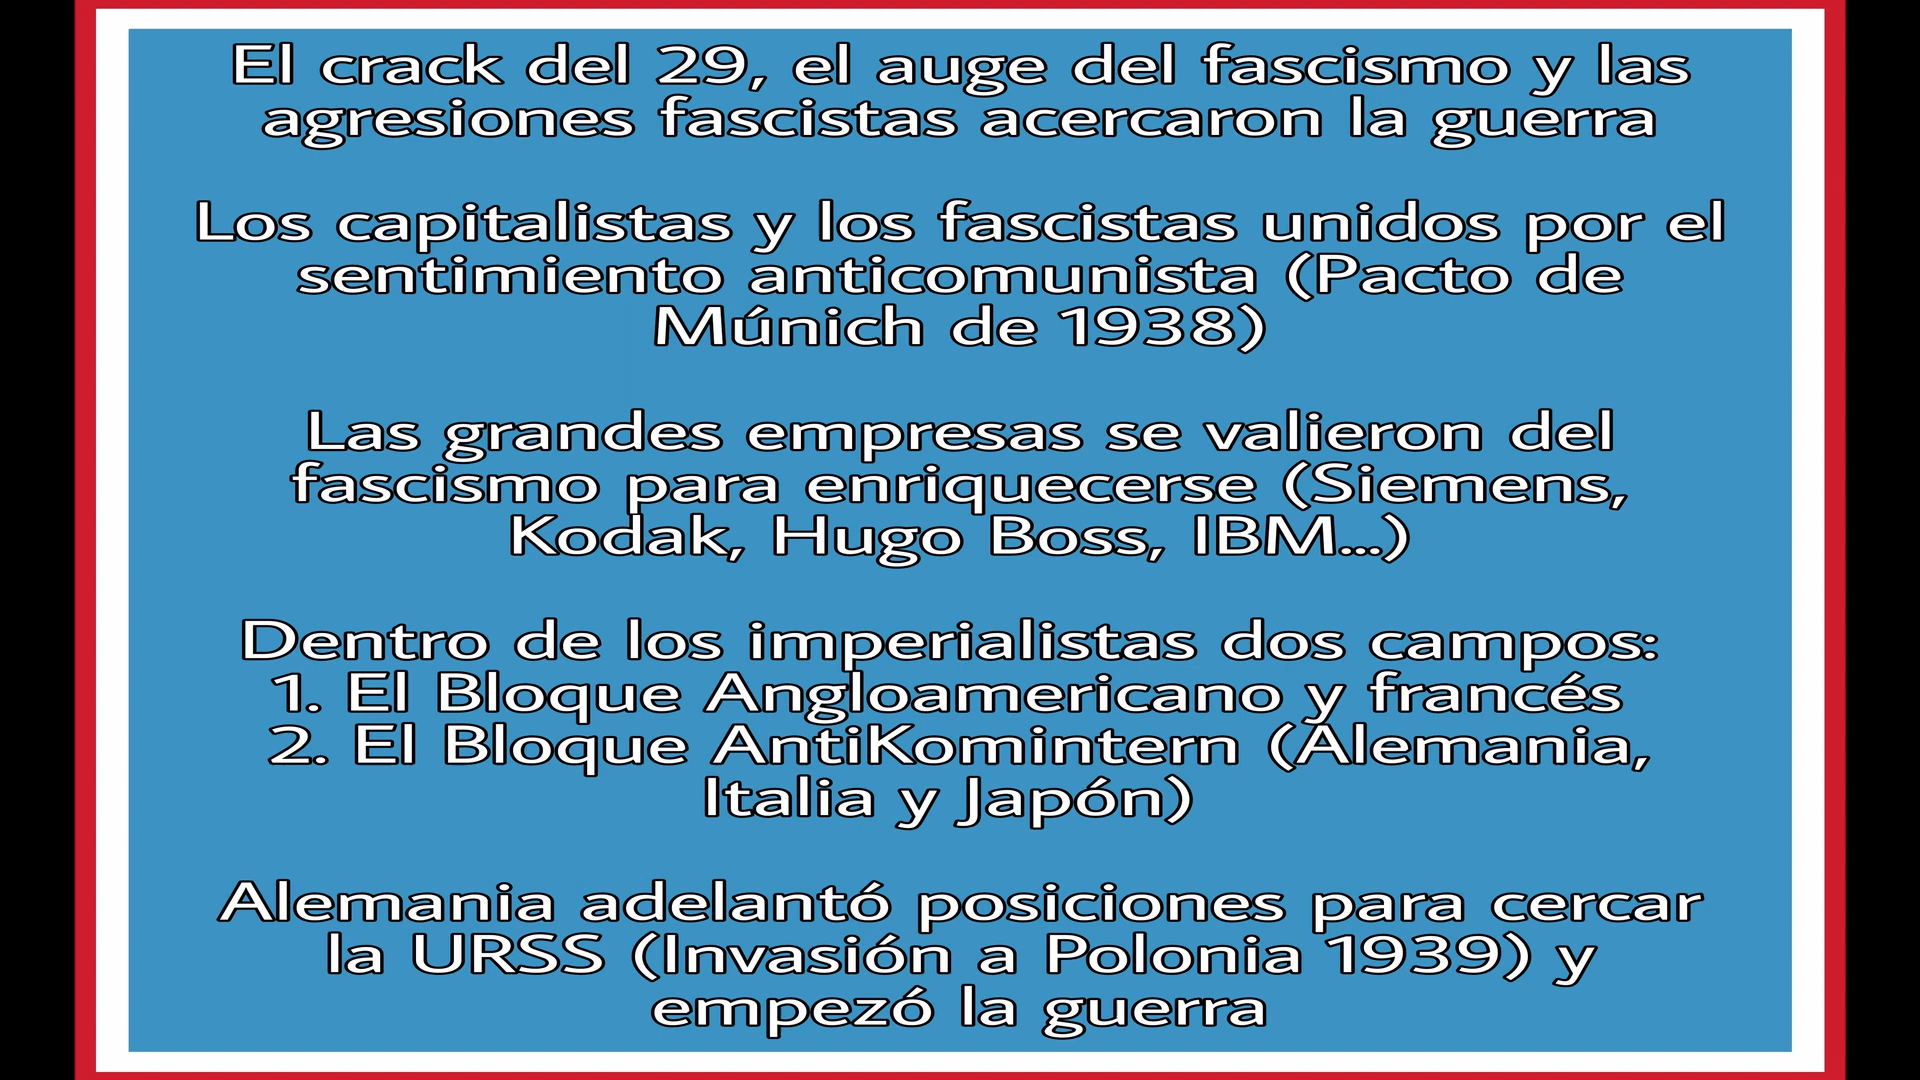 El crack del 29, el auge del fascismo y las
agresiones fascistas acercaron la guerra
Los capitalistas y los fascistas unidos por el
sentimiento anticomunista (Pacto de
Múnich de 1938)
Las grandes empresas se valieron del
fascismo para enriquecerse (Siemens,
Kodak, Hugo Boss, IBM...)
Dentro de los imperialistas dos campos:
1. El Bloque Angloamericano y francés
2. El Bloque AntiKomintern (Alemania,
Italia y Japón)
Alemania adelantó posiciones para cercar
la URSS (Invasión a Polonia 1939) y
empezó la guerra